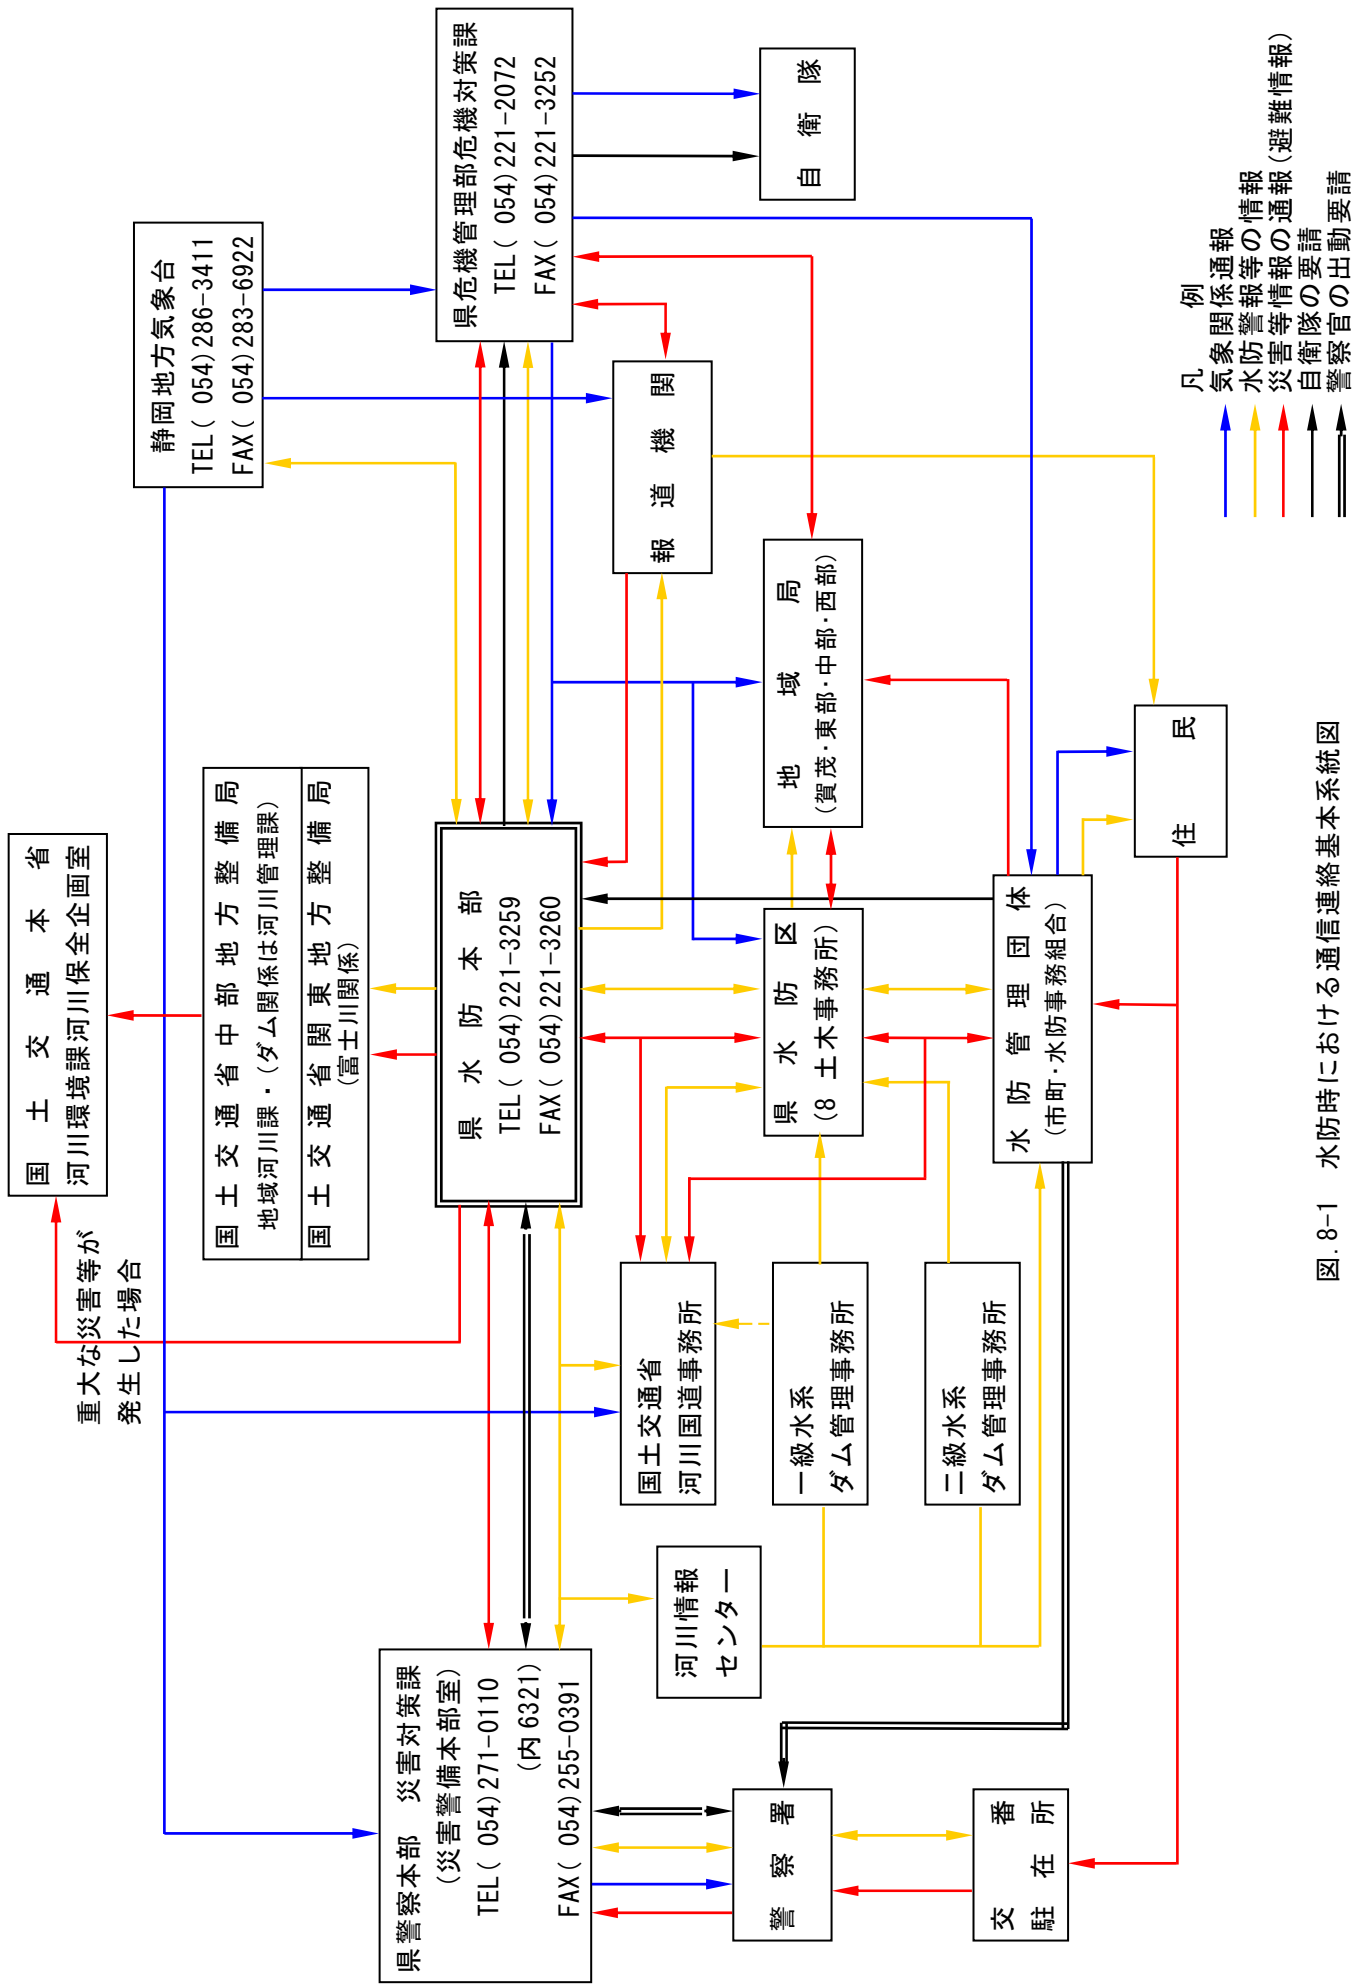 国土交通本省
河川環境課河川保全企画室
重大な災害等が
発生した場合
国土交通省中部地方整備局
地域河川課・(ダム関係は河川管理課)
国土交通省関東地方整備局
(富士川関係)
静岡地方気象台
TEL( 054)286-3411
FAX( 054)283-6922
県警察本部 災害対策課
(災害警備本部室)
TEL( 054)271-0110
(内 6321)
FAX( 054)255-0391
県水防本部
TEL( 054)221-3259
FAX( 054)221-3260
県危機管理部危機対策課
TEL( 054)221-2072
FAX( 054)221-3252
河川情報
センター
国土交通省
河川国道事務所
報道機関
警察署
一級水系
ダム管理事務所
県水防区
(8 土木事務所)
地域局
(賀茂・東部・中部・西部)
自衛隊
交番
駐在所
二級水系
ダム管理事務所
水防管理団体
(市町・水防事務組合)
住民
凡例
気象関係通報
水防警報等の情報
災害等情報の通報(避難情報)
自衛隊の要請
警察官の出動要請
図.8-1 水防時における通信連絡基本系統図